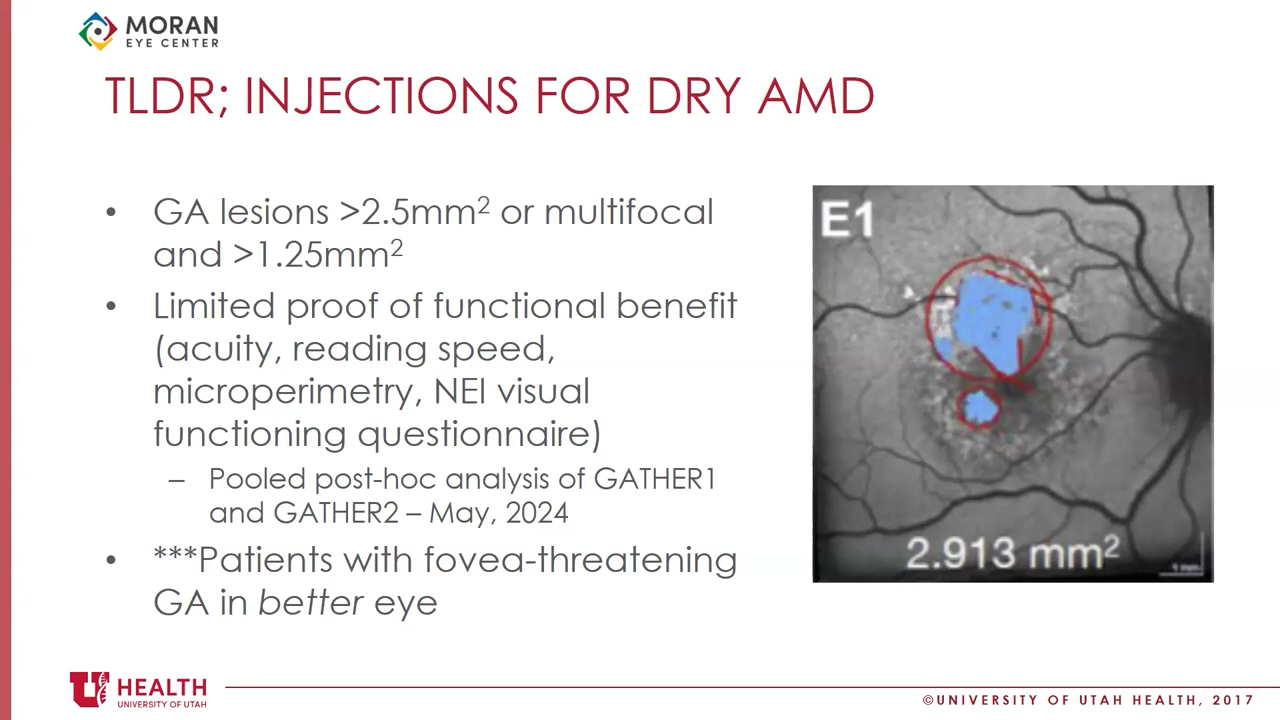 MORAN
EYE CENTER
TLDR; INJECTIONS FOR DRY AMD
• GA lesions >2.5mm² or multifocal
and >1.25mm²
• Limited proof of functional benefit
(acuity, reading speed,
microperimetry, NEI visual
functioning questionnaire)
– Pooled post-hoc analysis of GATHER1
and GATHER2 – May, 2024
• ***Patients with fovea-threatening
GA in better eye
E1
2.913 mm²
1 mm
U HEALTH
UNIVERSITY OF UTAH
©UNIVERSITY OF UTAH HEALTH, 2017